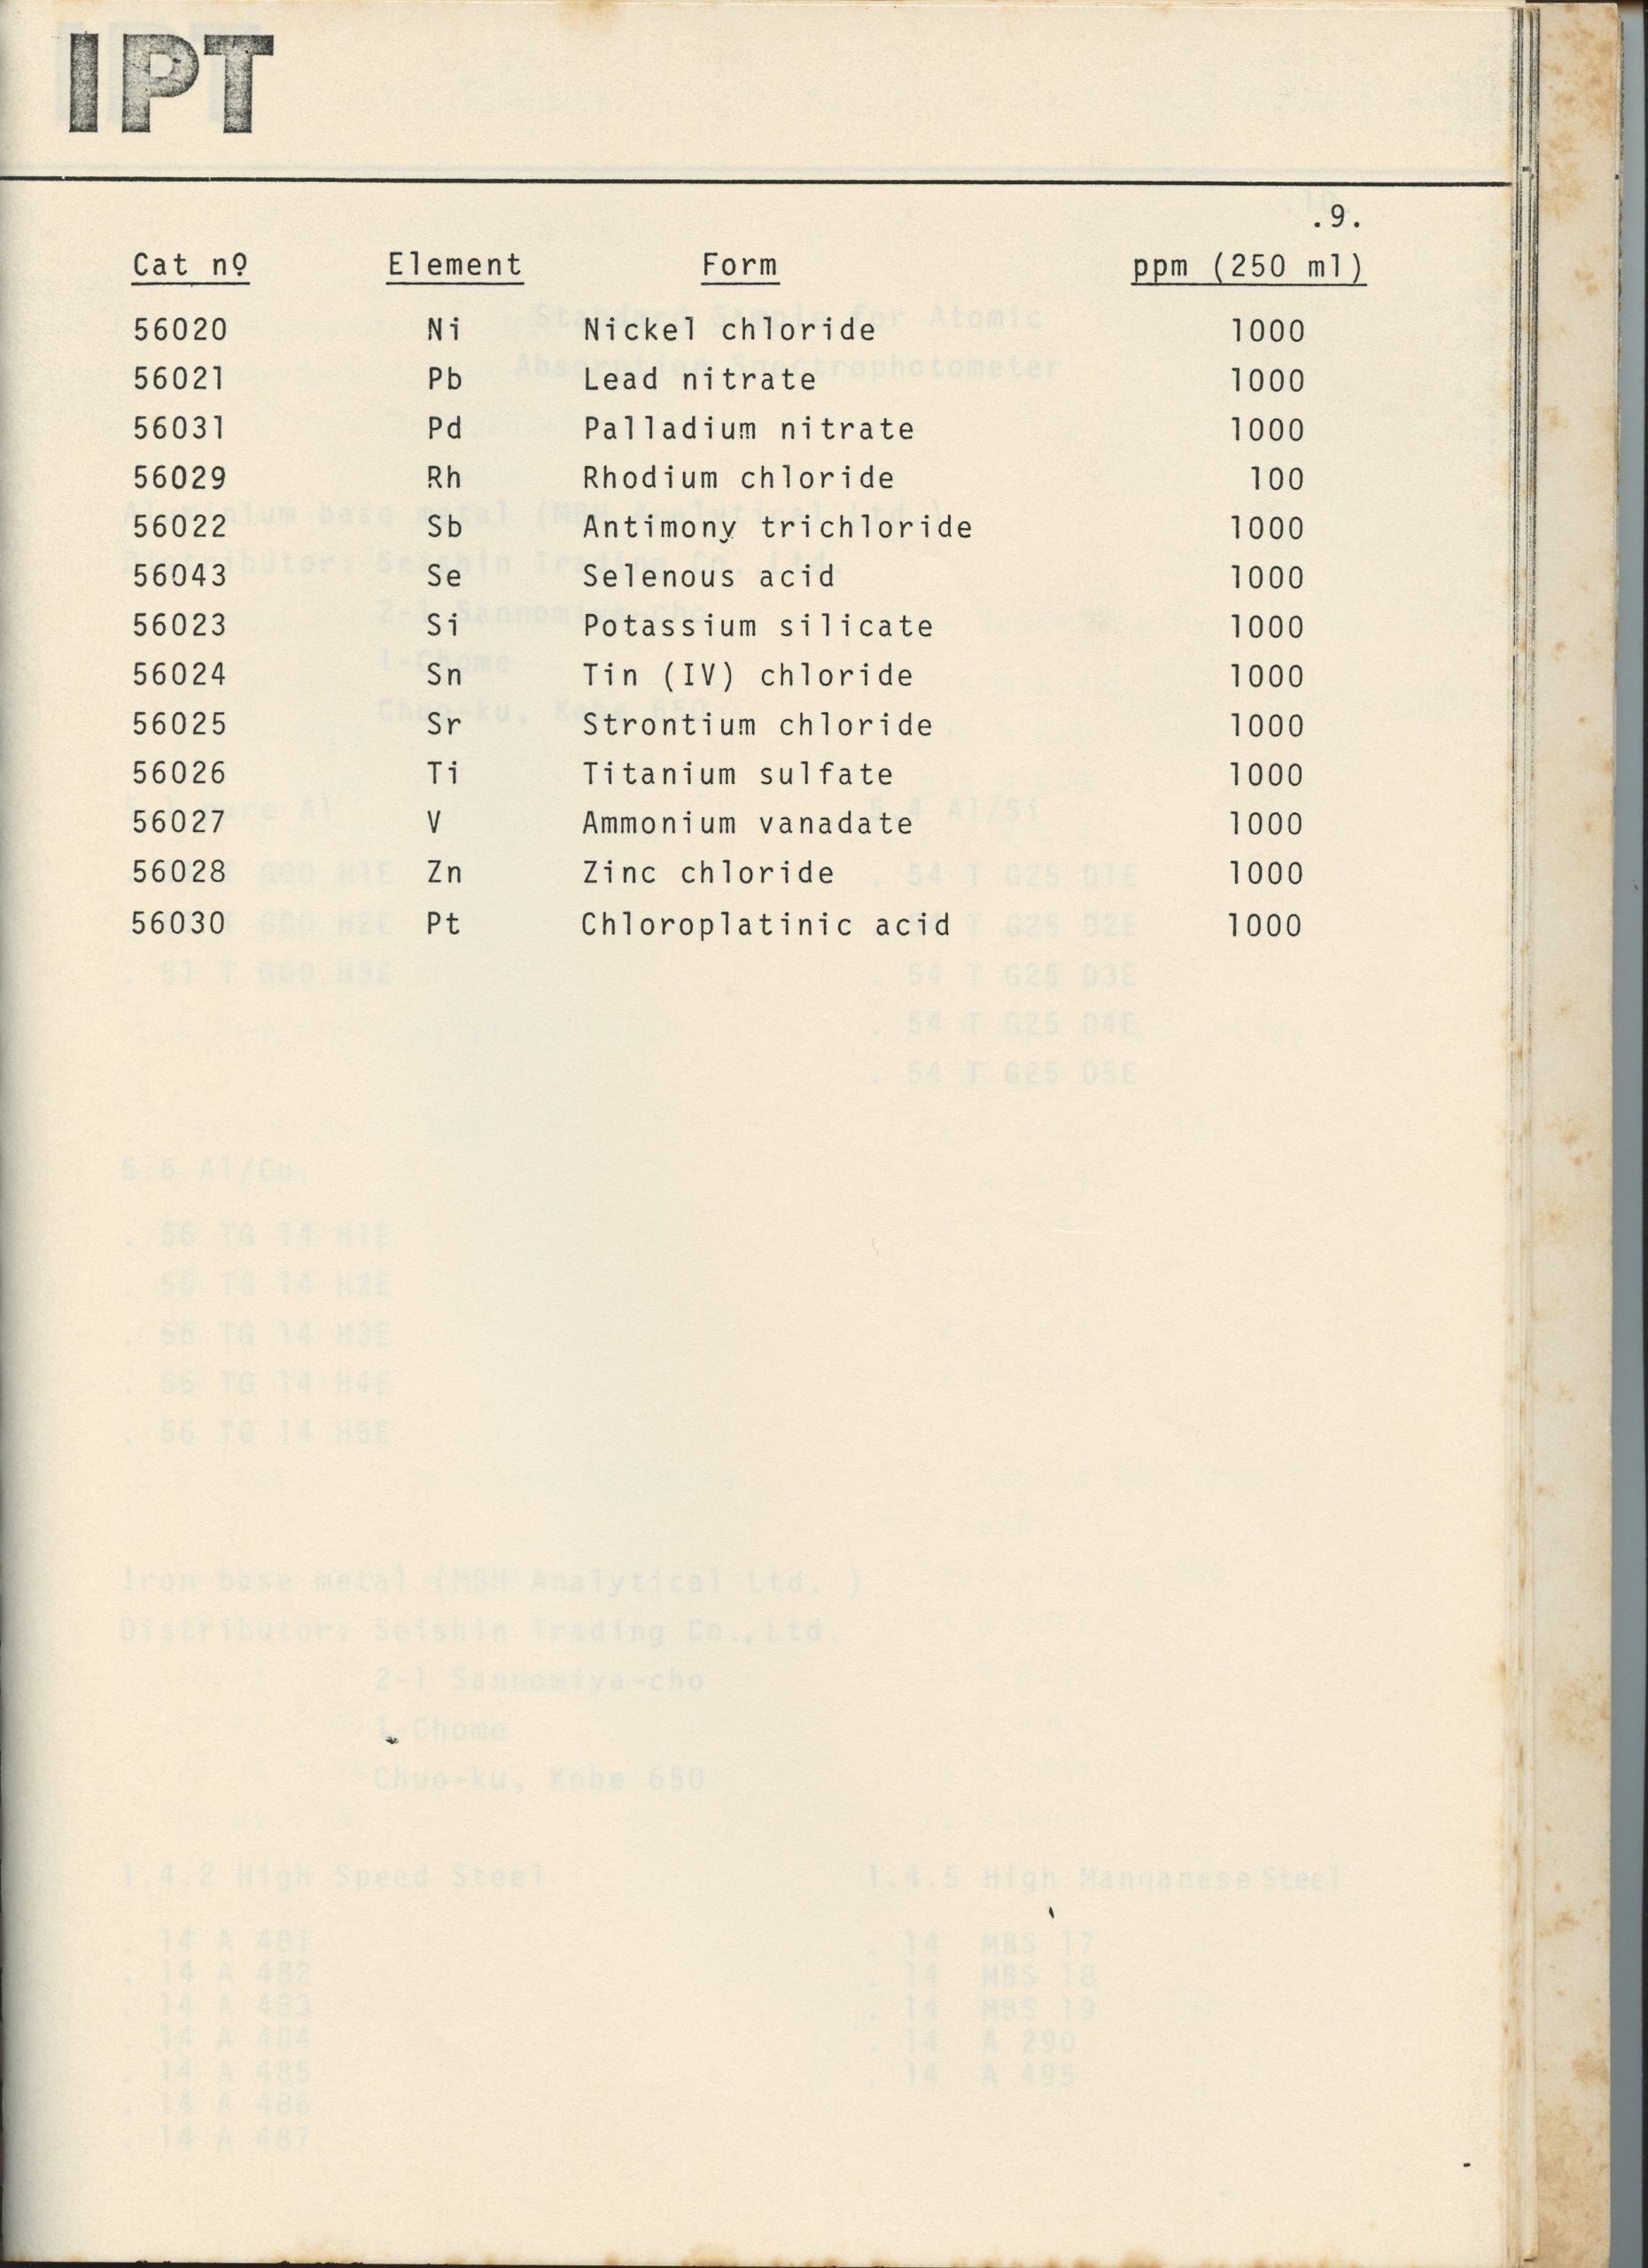 IPT
.9.
Cat nº Element Form ppm (250 ml)
56020 Ni Nickel chloride 1000
56021 Pb Lead nitrate 1000
56031 Pd Palladium nitrate 1000
56029 Rh Rhodium chloride 100
56022 Sb Antimony trichloride 1000
56043 Se Selenous acid 1000
56023 Si Potassium silicate 1000
56024 Sn Tin (IV) chloride 1000
56025 Sr Strontium chloride 1000
56026 Ti Titanium sulfate 1000
56027 V Ammonium vanadate 1000
56028 Zn Zinc chloride 1000
56030 Pt Chloroplatinic acid 1000